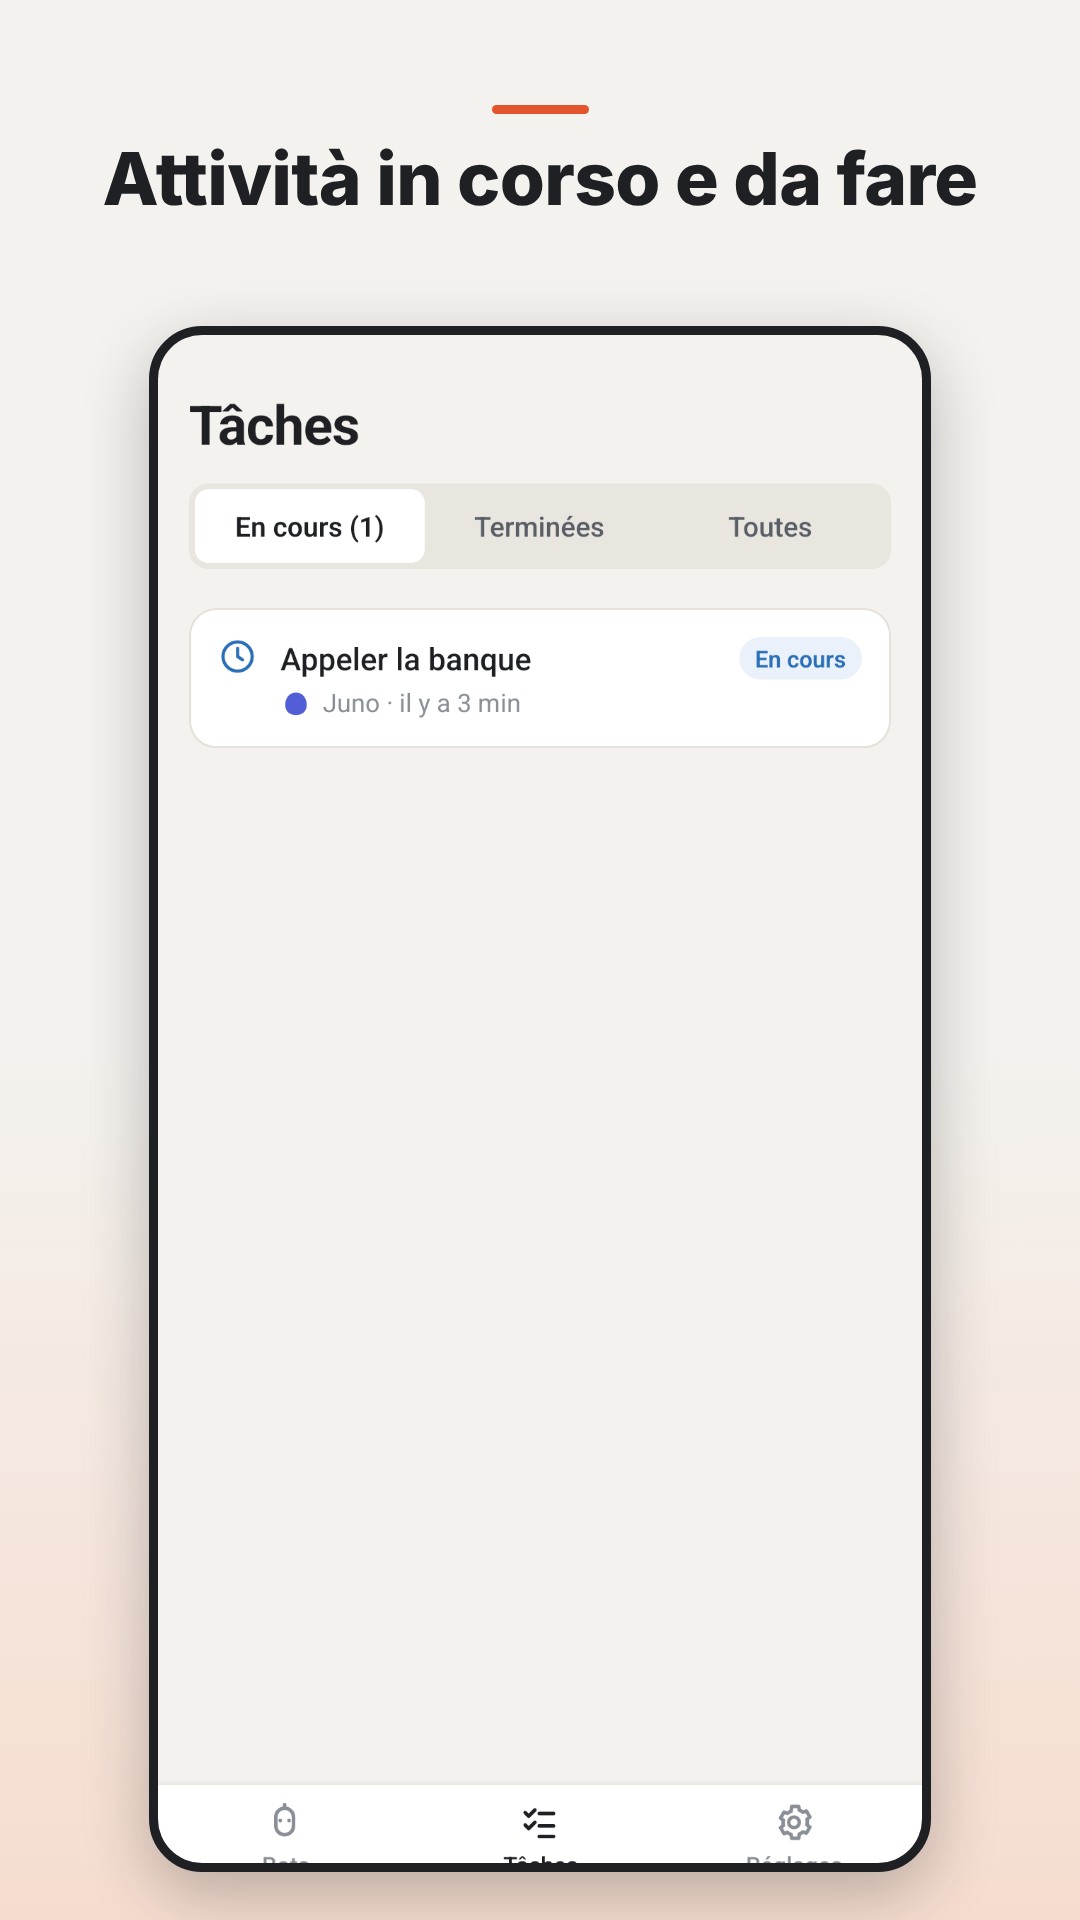 Attività in corso e da fare
Tâches
En cours (1)
Terminées
Toutes
Appeler la banque
En cours
Juno · il y a 3 min
Tâches